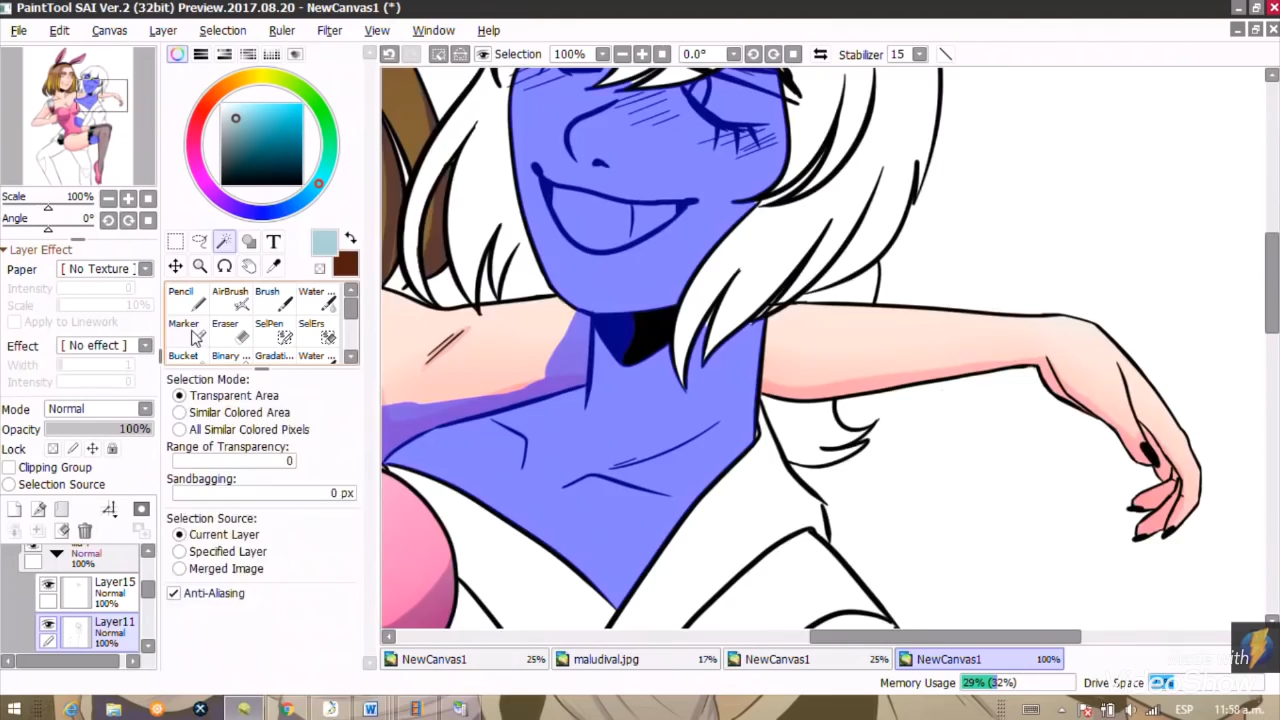 PaintTool SAI Ver.2 (32bit) Preview.2017.08.20 - NewCanvas1 (*)
File Edit Canvas Layer Selection Ruler Filter View Window Help
Selection 100% 0.0° Stabilizer 15
Scale 100%
Angle 0°
Layer Effect
Paper [ No Texture ]
Intensity 0
Scale 10%
Apply to Linework
Effect [ No effect ]
Width 1
Intensity 0
Mode Normal
Opacity 100%
Lock
Clipping Group
Selection Source
Normal
100%
Layer15
Normal
100%
Layer11
Normal
100%
T
Pencil AirBrush Brush Water ...
Marker Eraser SelPen SelErs
Bucket Binary ... Gradati... Water ...
Selection Mode:
Transparent Area
Similar Colored Area
All Similar Colored Pixels
Range of Transparency:
0
Sandbagging:
0 px
Selection Source:
Current Layer
Specified Layer
Merged Image
Anti-Aliasing
NewCanvas1 25% maludival.jpg 17% NewCanvas1 25% NewCanvas1 100%
Memory Usage 29% (32%) Drive Space
ESP 11:58 a.m.